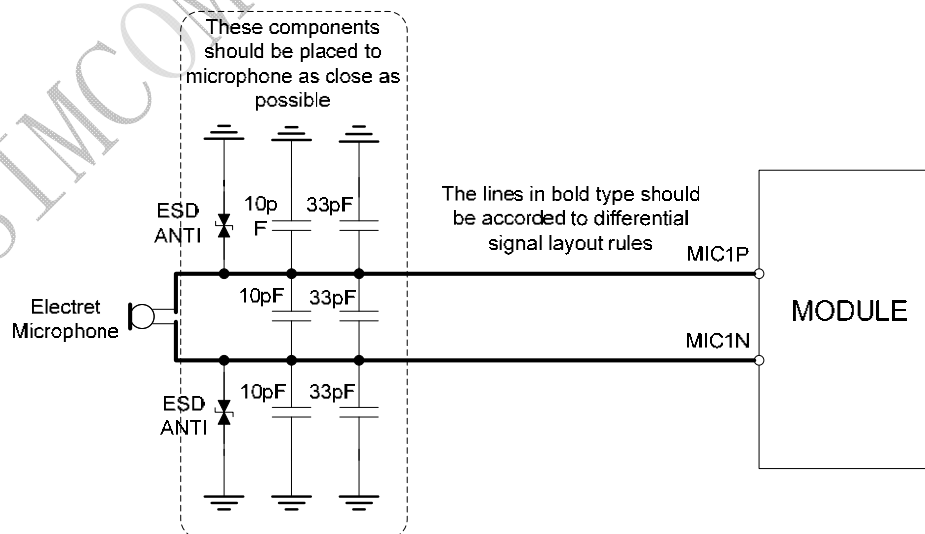 SIMCOM
These components
should be placed to
microphone as close as
possible
ESD
ANTI
10p
F
33pF
The lines in bold type should
be accorded to differential
signal layout rules
MIC1P
Electret
Microphone
10pF
33pF
MODULE
MIC1N
ESD
ANTI
10pF
33pF